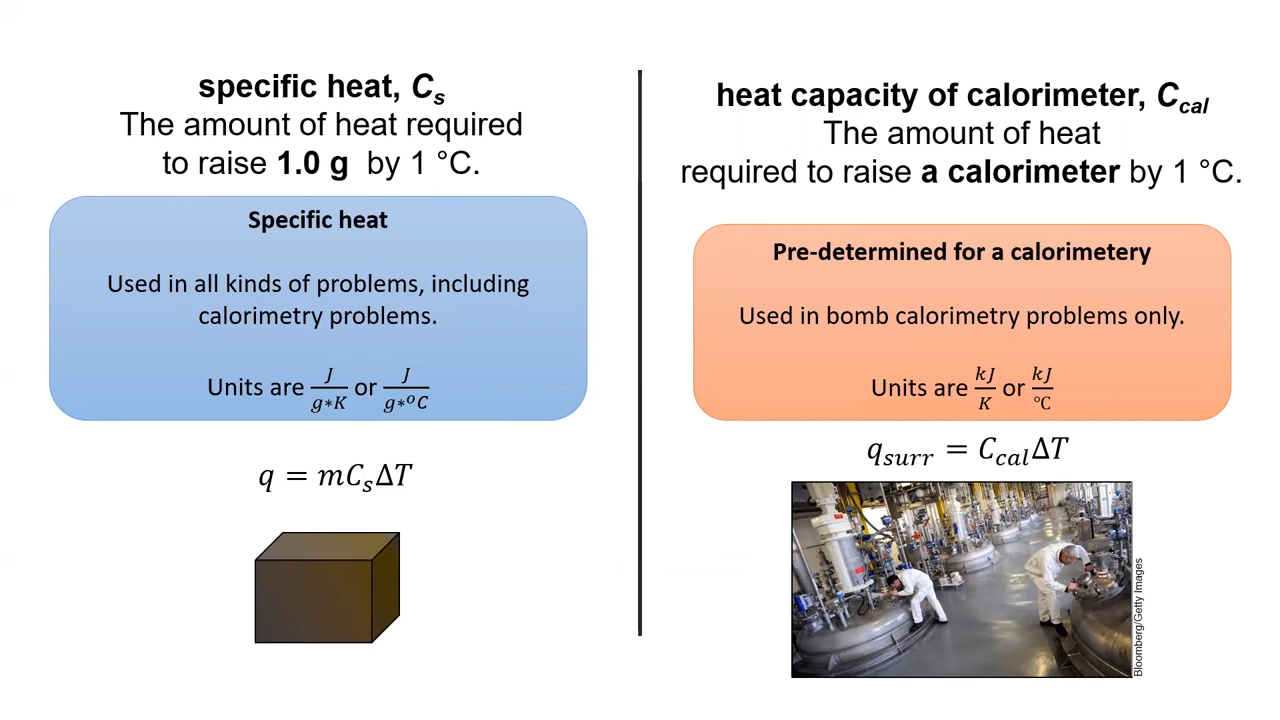 specific heat, Cs
The amount of heat required
to raise 1.0 g by 1 °C.
Specific heat
Used in all kinds of problems, including
calorimetry problems.
Units are J/g*K or J/g*°C
q = mCsΔT
heat capacity of calorimeter, Ccal
The amount of heat
required to raise a calorimeter by 1 °C.
Pre-determined for a calorimetery
Used in bomb calorimetry problems only.
Units are kJ/K or kJ/°C
qsurr = CcalΔT
Bloomberg/Getty Images